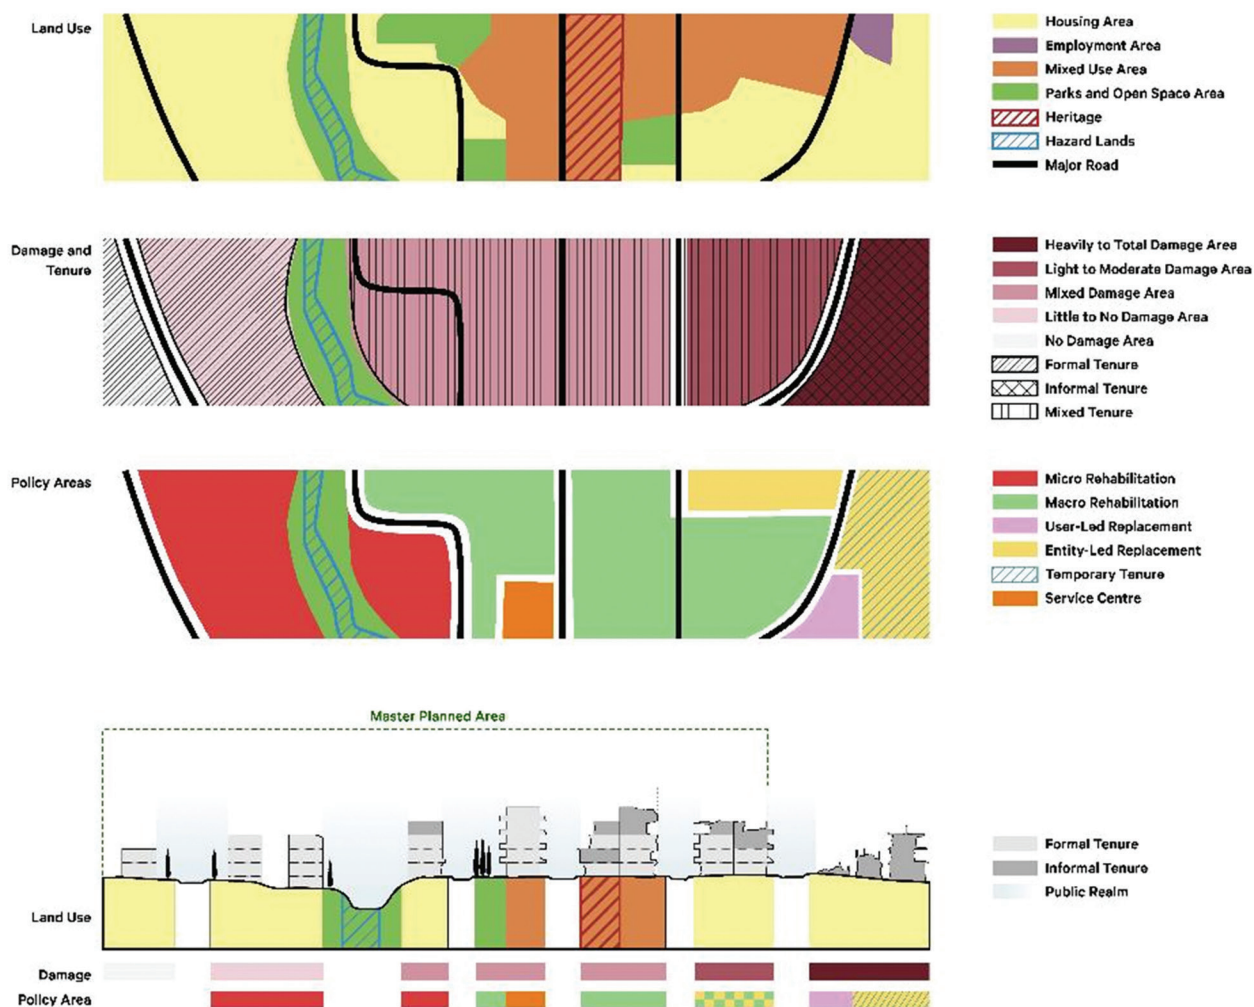 Land Use
Housing Area
Employment Area
Mixed Use Area
Parks and Open Space Area
Heritage
Hazard Lands
Major Road
Damage and
Tenure
Heavily to Total Damage Area
Light to Moderate Damage Area
Mixed Damage Area
Little to No Damage Area
No Damage Area
Formal Tenure
Informal Tenure
Mixed Tenure
Policy Areas
Micro Rehabilitation
Macro Rehabilitation
User-Led Replacement
Entity-Led Replacement
Temporary Tenure
Service Centre
Master Planned Area
Formal Tenure
Informal Tenure
Public Realm
Land Use
Damage
Policy Area